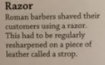 Razor
Roman barbers shaved their
customers using a razor.
This had to be regularly
resharpened on a piece of
leather called a strop.